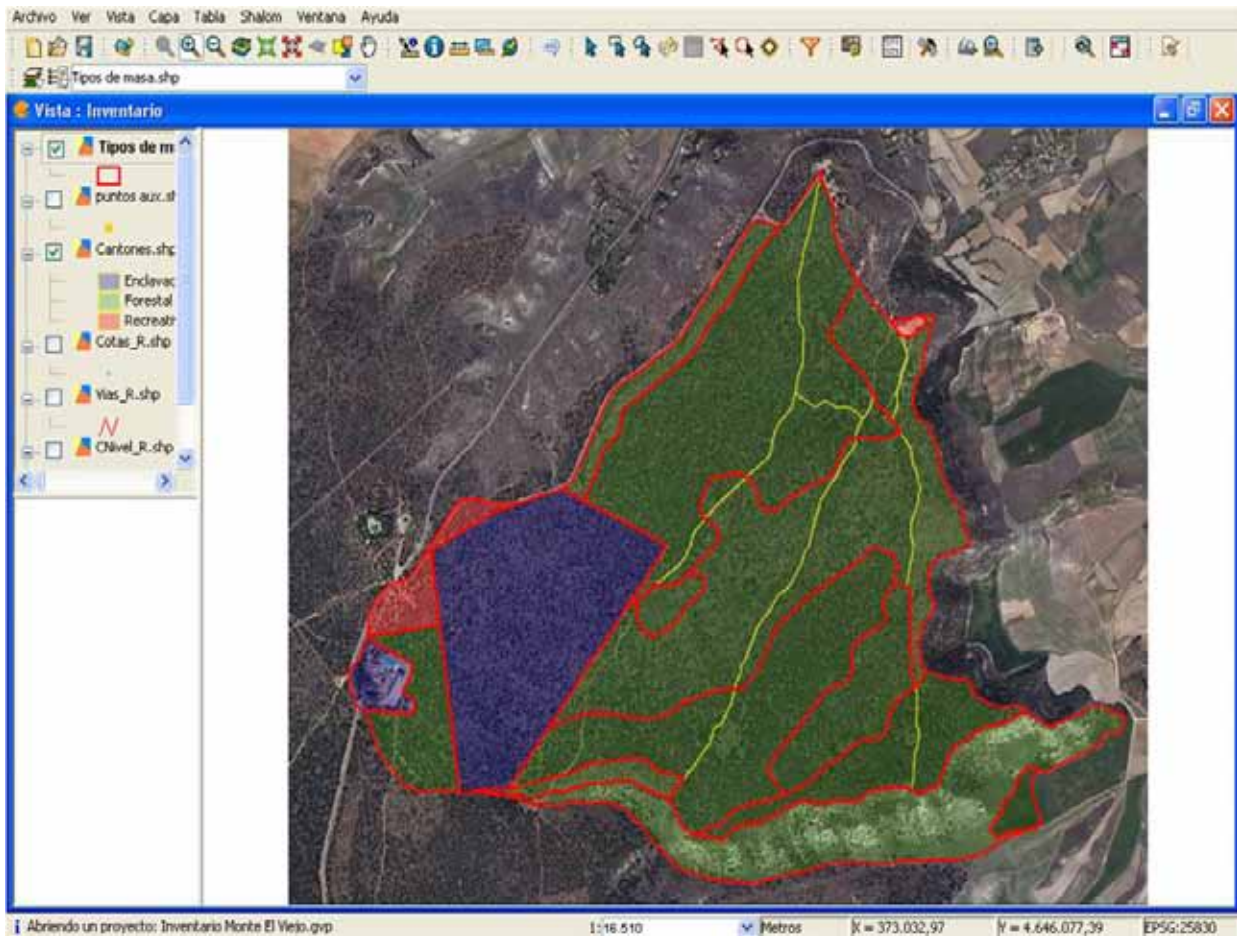 Archivo Ver Vista Capa Tabla Shalom Ventana Ayuda
Tipos de masa.shp
Vista : Inventario
Tipos de m
puntos aux.sh
Cantones.shp
Enclavac
Forestal
Recreati
Cotas_R.shp
Vias_R.shp
CNivel_R.shp
Abriendo un proyecto: Inventario Monte El Viejo.gvp 1:16.510 Metros X = 373.032,97 Y = 4.646.077,39 EPSG:25830